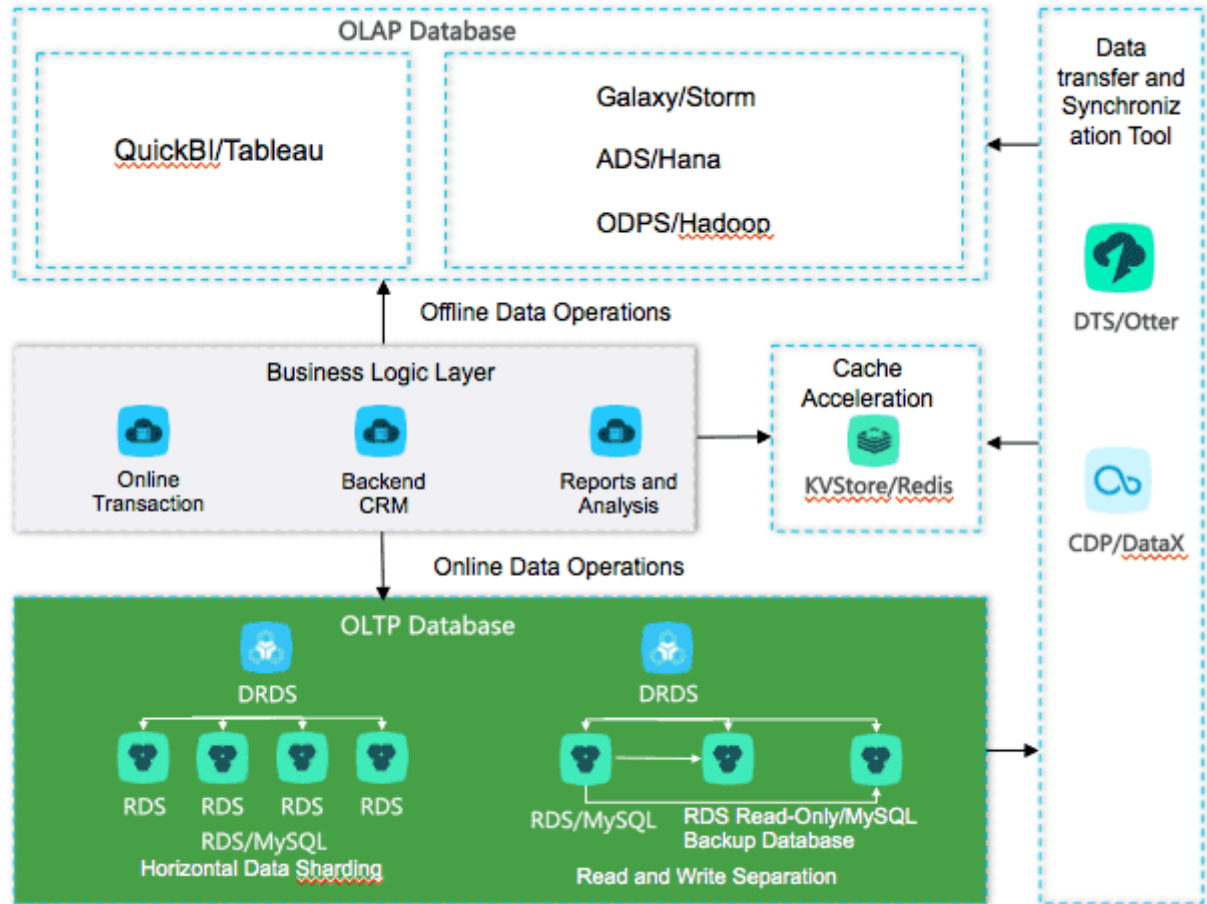 OLAP Database
QuickBI/Tableau
Galaxy/Storm
ADS/Hana
ODPS/Hadoop
Data
transfer and
Synchroniz
ation Tool
DTS/Otter
CDP/DataX
Offline Data Operations
Business Logic Layer
Online
Transaction
Backend
CRM
Reports and
Analysis
Cache
Acceleration
KVStore/Redis
Online Data Operations
OLTP Database
DRDS
RDS
RDS
RDS
RDS
RDS/MySQL
Horizontal Data Sharding
DRDS
RDS/MySQL
RDS Read-Only/MySQL
Backup Database
Read and Write Separation